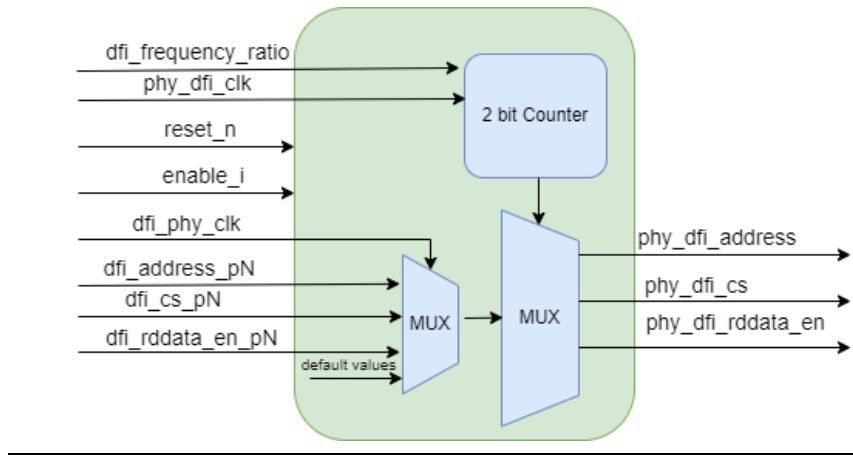 dfi_frequency_ratio
phy_dfi_clk
2 bit Counter
reset_n
enable_i
dfi_phy_clk
phy_dfi_address
dfi_address_pN
phy_dfi_cs
dfi_cs_pN
MUX
MUX
phy_dfi_rddata_en
dfi_rddata_en_pN
default values